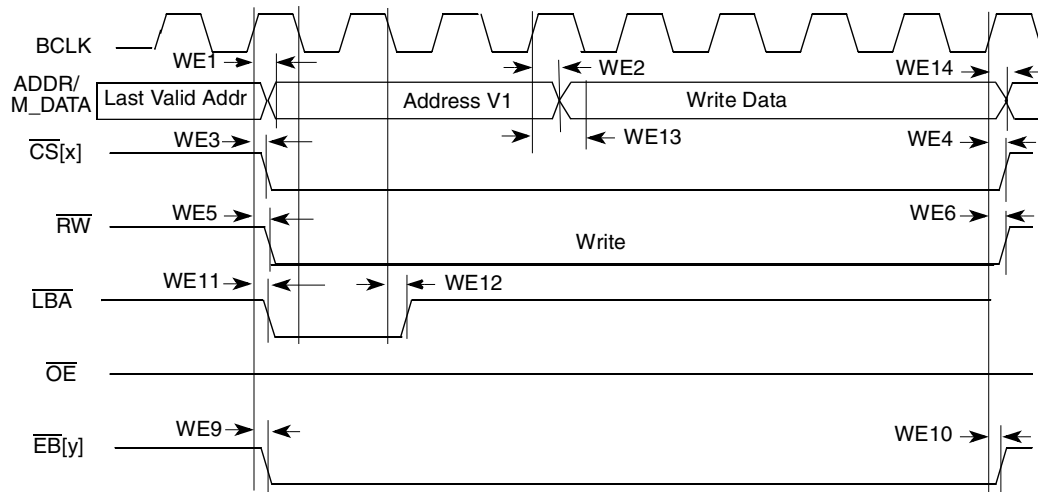 BCLK
WE1
WE2
WE14
ADDR/
M_DATA
Last Valid Addr
Address V1
Write Data
WE3
WE13
WE4
CS[x]
WE5
WE6
RW
Write
WE11
WE12
LBA
OE
WE9
WE10
EB[y]